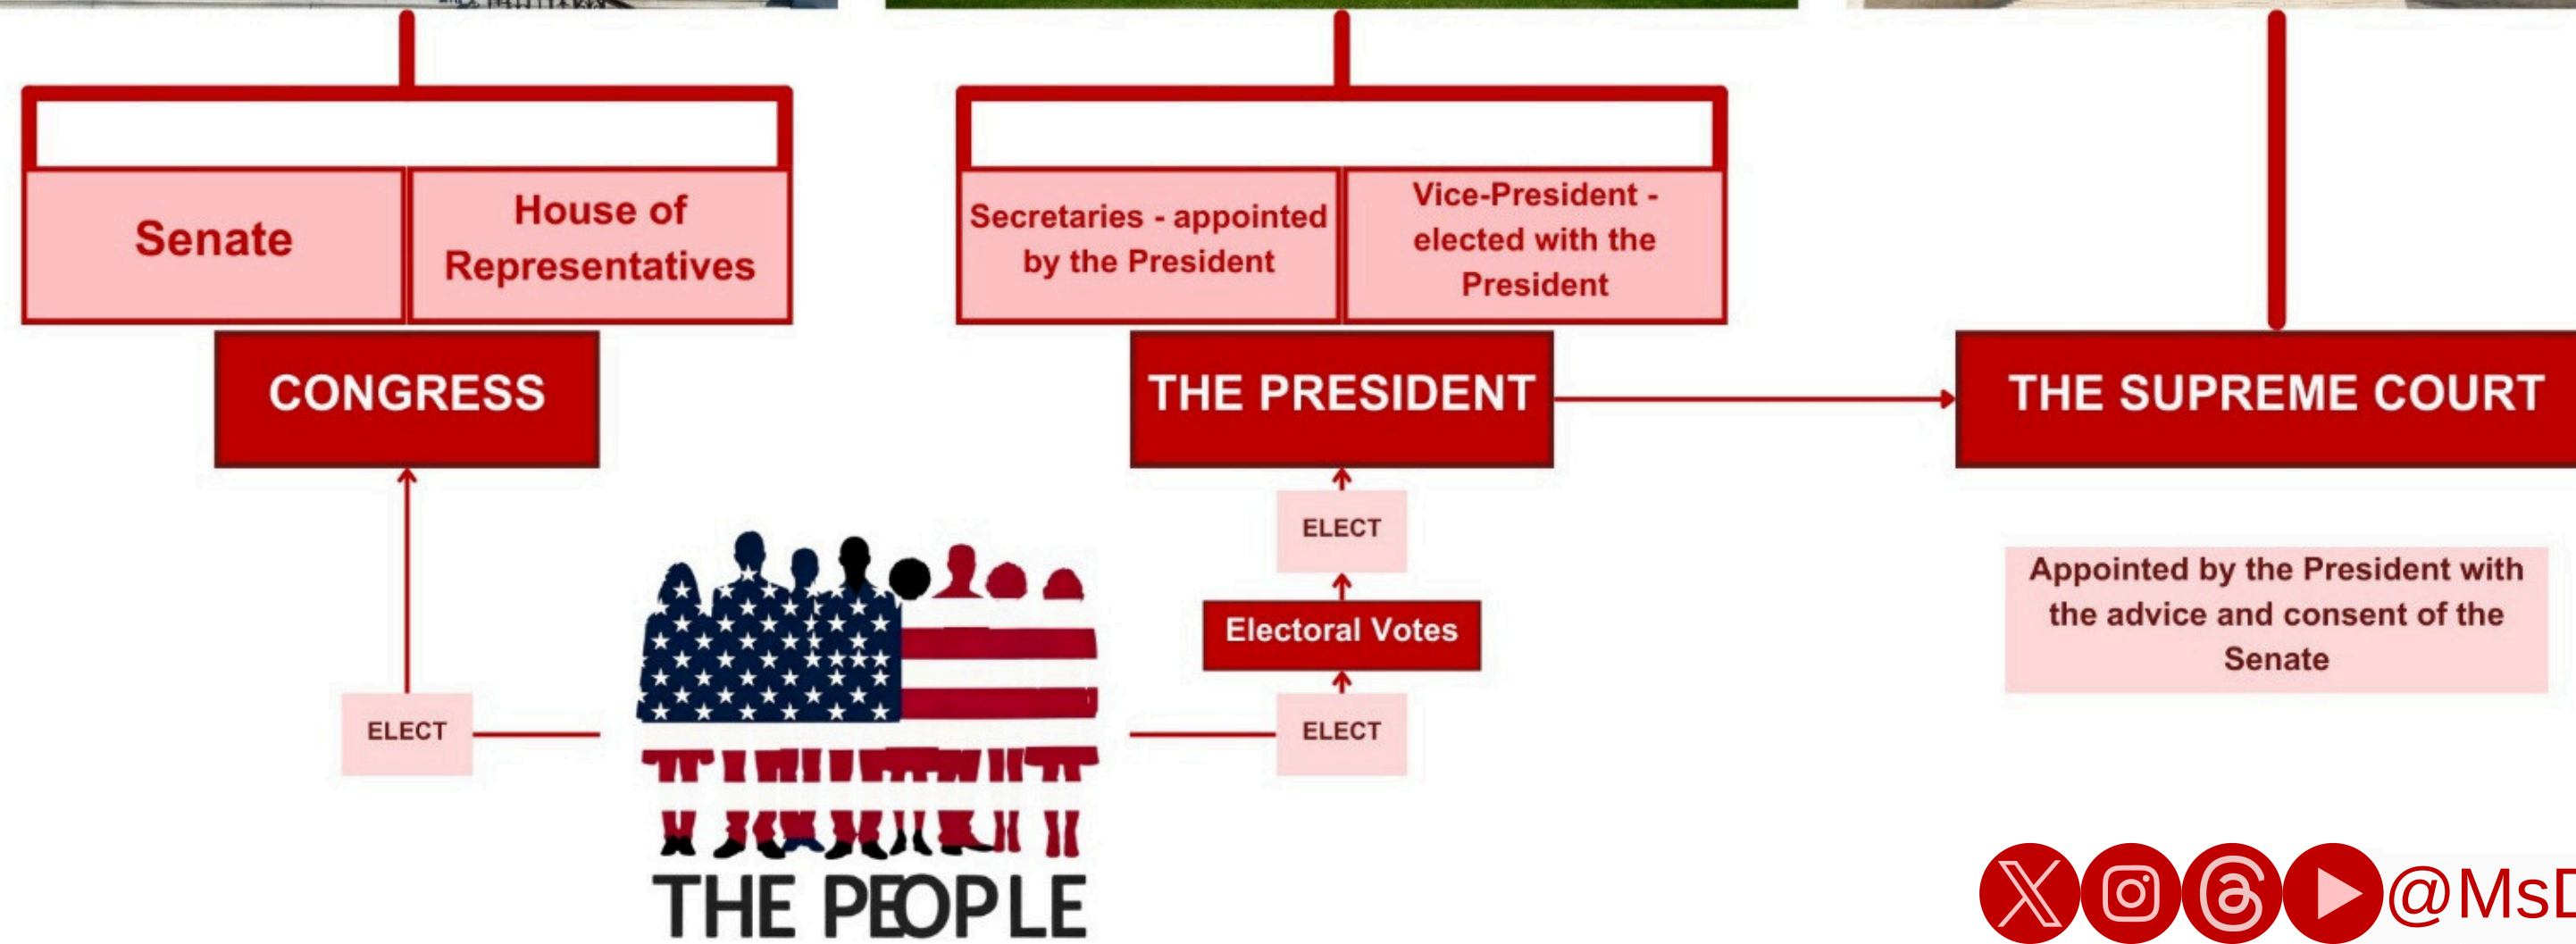 Senate
House of
Representatives
Secretaries - appointed
by the President
Vice-President -
elected with the
President
CONGRESS
THE PRESIDENT
THE SUPREME COURT
ELECT
Electoral Votes
Appointed by the President with
the advice and consent of the
Senate
ELECT
ELECT
THE PEOPLE
@MsD